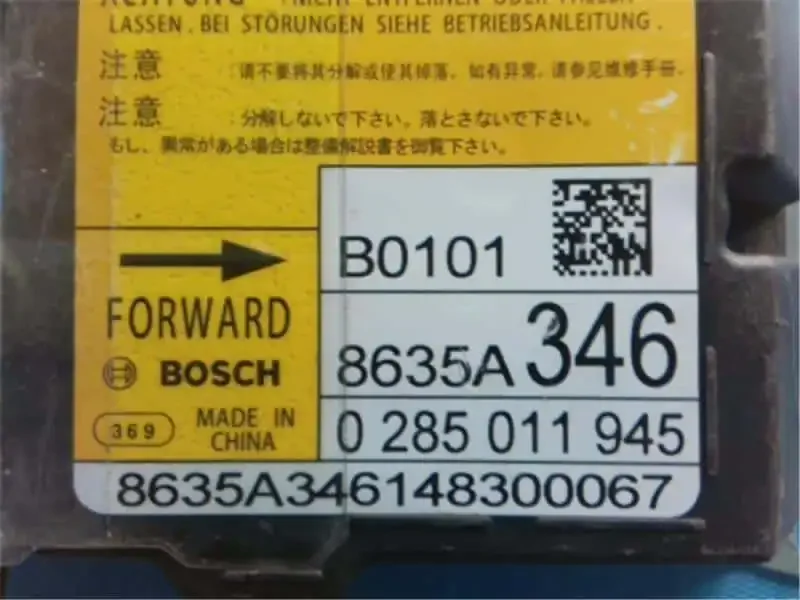 LASSEN. BEI STÖRUNGEN SIEHE BETRIEBSANLEITUNG.
注意 :请不要将其分解或使其掉落。如有异常,请参见维修手册.
注意 :分解しないで下さい。落とさないで下さい。
もし、異常がある場合は整備解説書を御覧下さい。
B0101
FORWARD
8635A 346
BOSCH
369
MADE IN
CHINA
0 285 011 945
8635A346148300067